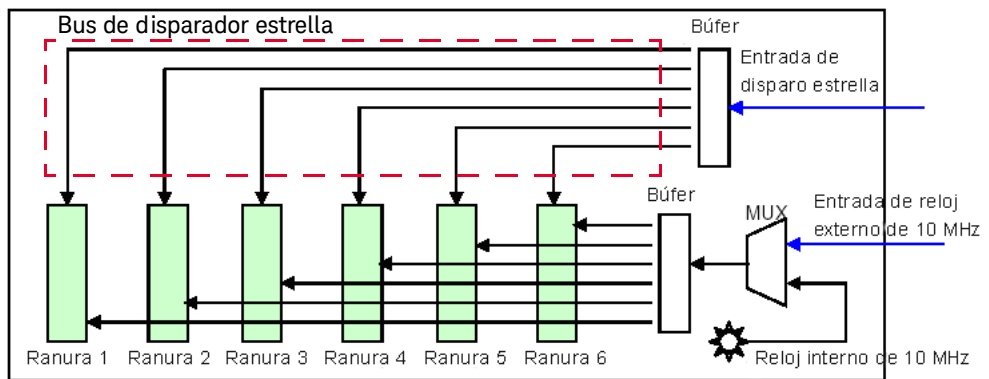 Bus de disparador estrella
Búfer
Entrada de
disparo estrella
Búfer
MUX
Entrada de reloj
externo de 10 MHz
Ranura 1
Ranura 2
Ranura 3
Ranura 4
Ranura 5
Ranura 6
Reloj interno de 10 MHz